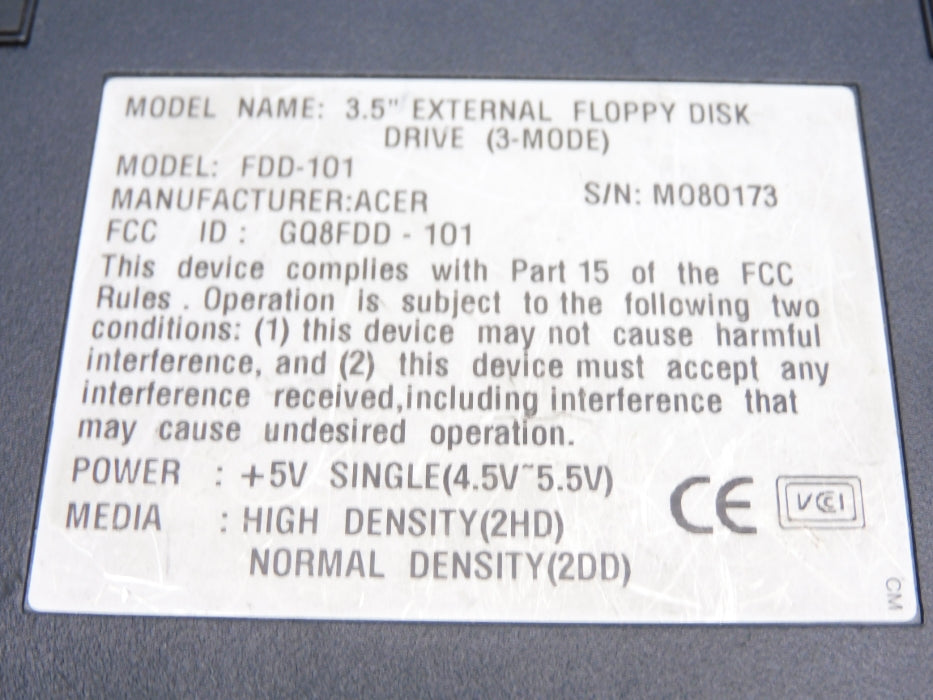 MODEL NAME: 3.5" EXTERNAL FLOPPY DISK
DRIVE (3-MODE)
MODEL: FDD-101
MANUFACTURER:ACER S/N: M080173
FCC ID : GQ8FDD - 101
This device complies with Part 15 of the FCC
Rules . Operation is subject to the following two
conditions: (1) this device may not cause harmful
interference, and (2) this device must accept any
interference received,including interference that
may cause undesired operation.
POWER : +5V SINGLE(4.5V~5.5V)
MEDIA : HIGH DENSITY(2HD)
NORMAL DENSITY(2DD)
CE VCCI
CM